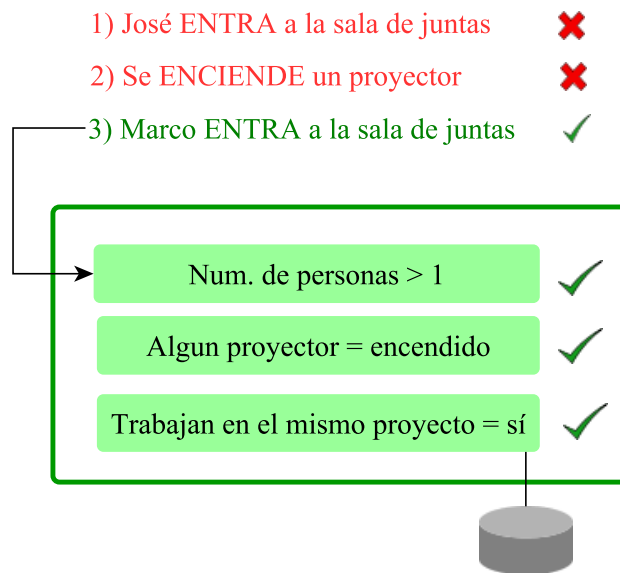 1) José ENTRA a la sala de juntas
2) Se ENCIENDE un proyector
3) Marco ENTRA a la sala de juntas
Num. de personas > 1
Algun proyector = encendido
Trabajan en el mismo proyecto = sí